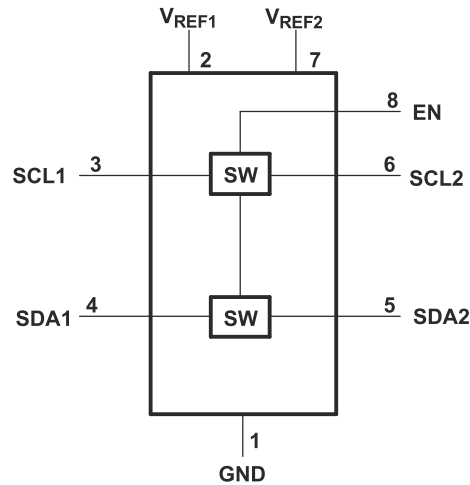 VREF1 VREF2
2 7
8 EN
SCL1 3 SW 6 SCL2
SDA1 4 SW 5 SDA2
1
GND